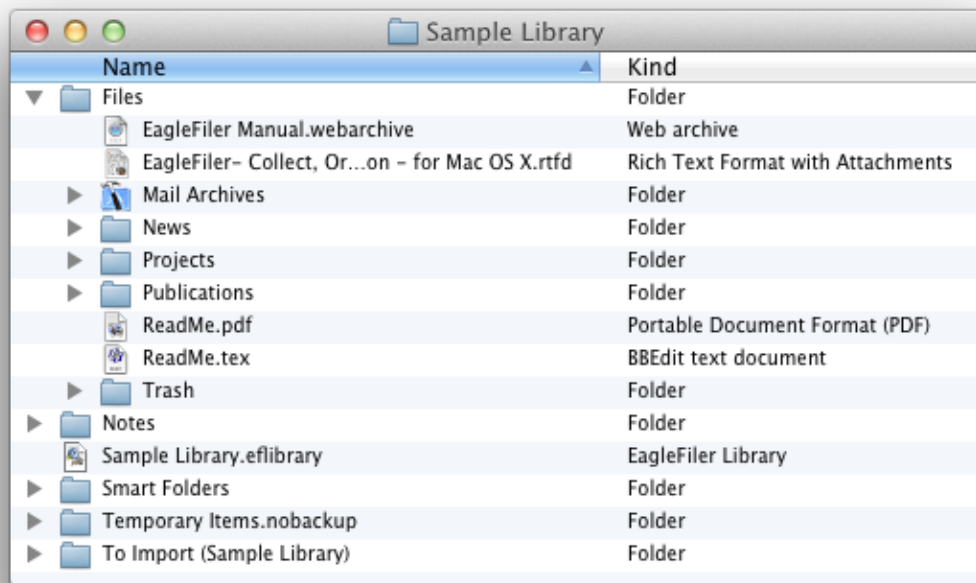 Sample Library
Name Kind
Files Folder
EagleFiler Manual.webarchive Web archive
EagleFiler– Collect, Or...on – for Mac OS X.rtfd Rich Text Format with Attachments
Mail Archives Folder
News Folder
Projects Folder
Publications Folder
ReadMe.pdf Portable Document Format (PDF)
ReadMe.tex BBEdit text document
Trash Folder
Notes Folder
Sample Library.eflibrary EagleFiler Library
Smart Folders Folder
Temporary Items.nobackup Folder
To Import (Sample Library) Folder